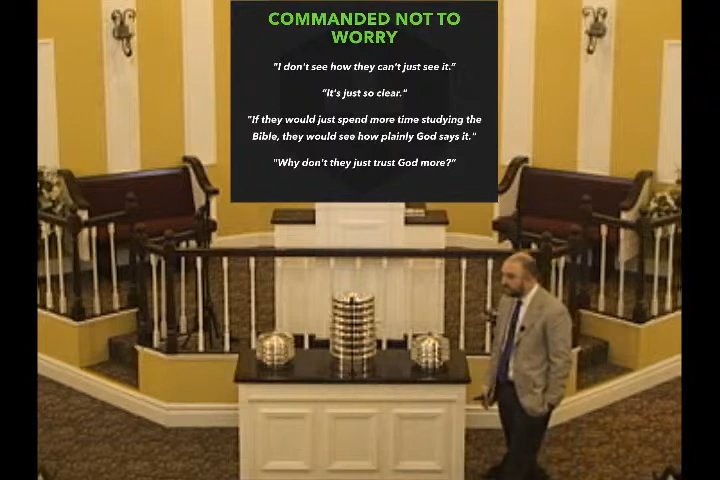 COMMANDED NOT TO
WORRY
"I don't see how they can't just see it."
"It's just so clear."
"If they would just spend more time studying the
Bible, they would see how plainly God says it."
"Why don't they just trust God more?"